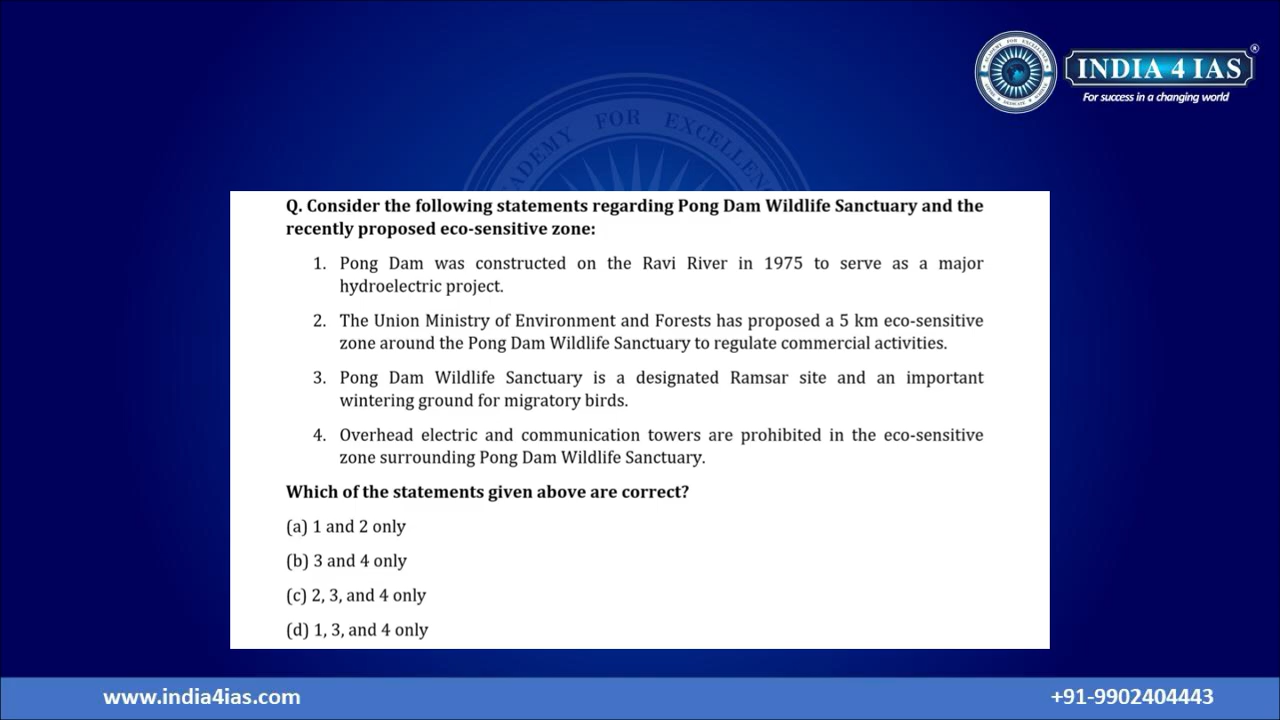 ACADEMY FOR EXCELLENCE
INDIA 4 IAS
®
For success in a changing world
Q. Consider the following statements regarding Pong Dam Wildlife Sanctuary and the
recently proposed eco-sensitive zone:
1. Pong Dam was constructed on the Ravi River in 1975 to serve as a major
hydroelectric project.
2. The Union Ministry of Environment and Forests has proposed a 5 km eco-sensitive
zone around the Pong Dam Wildlife Sanctuary to regulate commercial activities.
3. Pong Dam Wildlife Sanctuary is a designated Ramsar site and an important
wintering ground for migratory birds.
4. Overhead electric and communication towers are prohibited in the eco-sensitive
zone surrounding Pong Dam Wildlife Sanctuary.
Which of the statements given above are correct?
(a) 1 and 2 only
(b) 3 and 4 only
(c) 2, 3, and 4 only
(d) 1, 3, and 4 only
www.india4ias.com
+91-9902404443